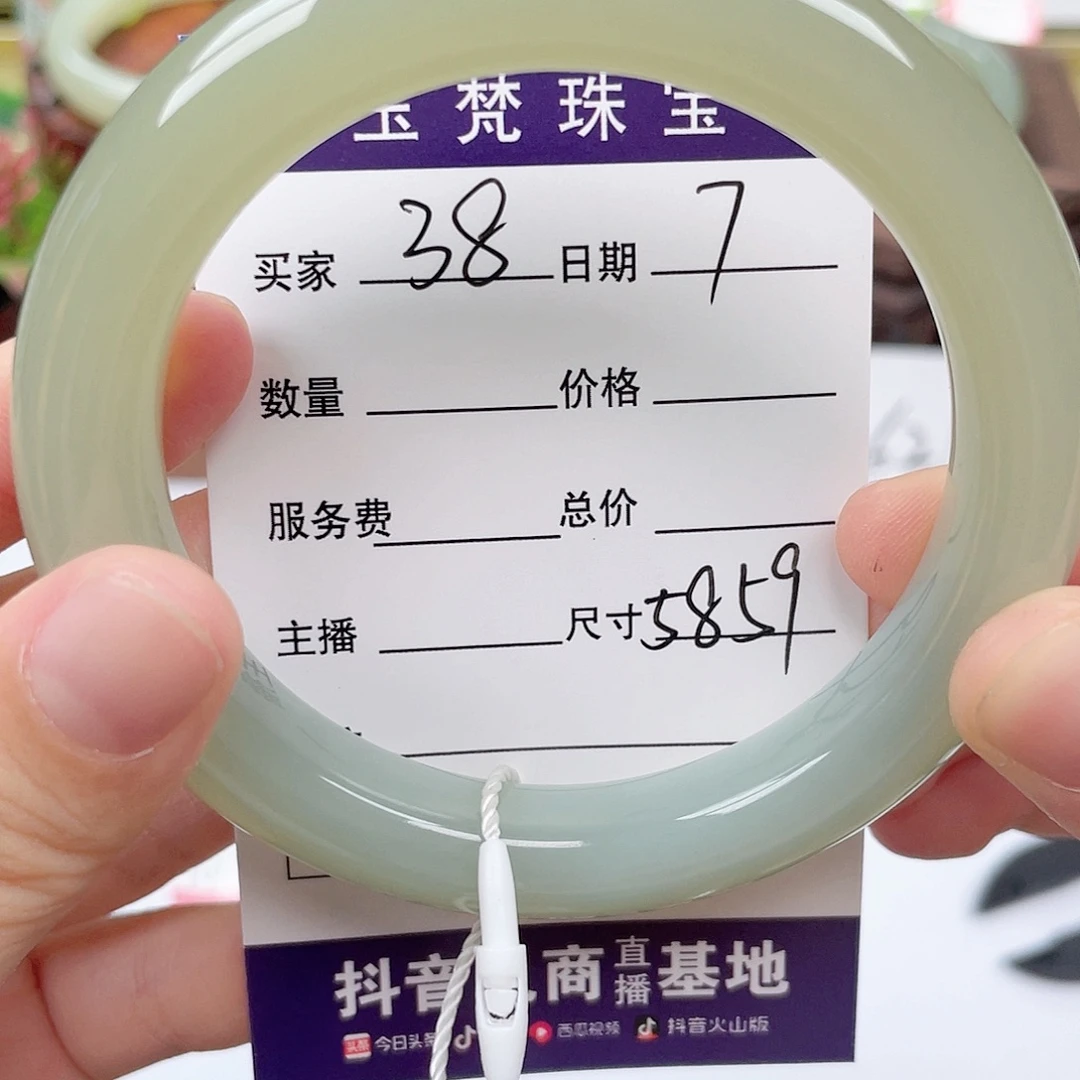 玉梵珠宝
买家 38 日期 7
数量 价格
服务费 总价
主播 尺寸 5859
抖音 商直播基地
今日头条 西瓜视频 抖音火山版